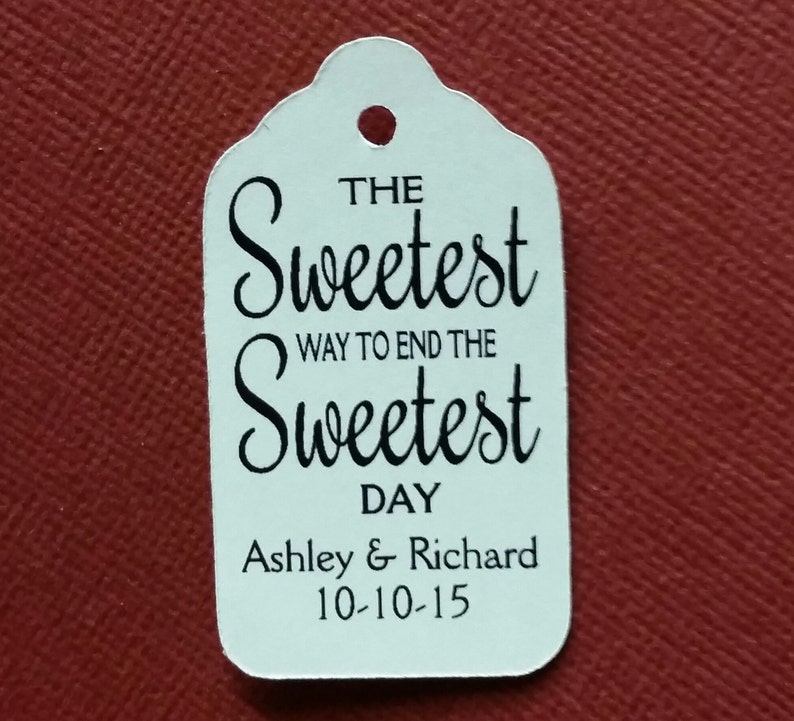 THE
Sweetest
WAY TO END THE
Sweetest
DAY
Ashley & Richard
10-10-15